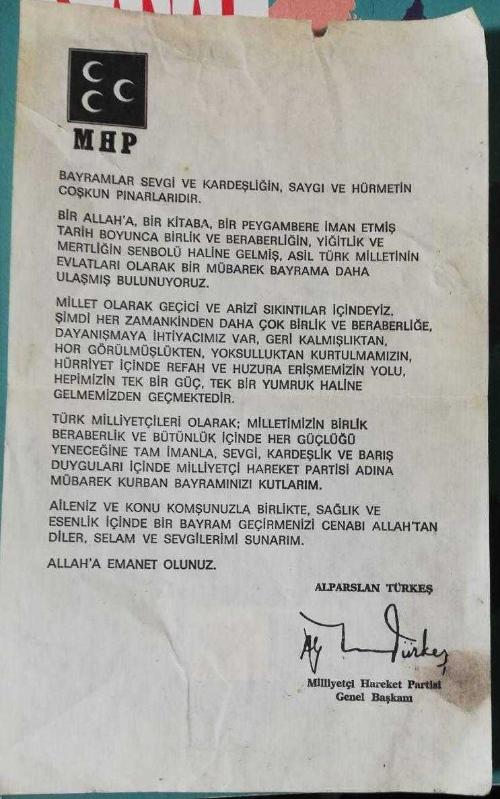 MHP
BAYRAMLAR SEVGİ VE KARDEŞLİĞİN, SAYGI VE HÜRMETİN
COŞKUN PINARLARIDIR.
BİR ALLAH'A, BİR KİTABA, BİR PEYGAMBERE İMAN ETMİŞ
TARİH BOYUNCA BİRLİK VE BERABERLİĞİN, YİĞİTLİK VE
MERTLİĞİN SENBOLÜ HALİNE GELMİŞ, ASİL TÜRK MİLLETİNİN
EVLATLARI OLARAK BİR MÜBAREK BAYRAMA DAHA
ULAŞMIŞ BULUNUYORUZ.
MİLLET OLARAK GEÇİCİ VE ARİZÎ SIKINTILAR İÇİNDEYİZ.
ŞİMDİ HER ZAMANKİNDEN DAHA ÇOK BİRLİK VE BERABERLİĞE,
DAYANIŞMAYA İHTİYACIMIZ VAR, GERİ KALMIŞLIKTAN,
HOR GÖRÜLMÜŞLÜKTEN, YOKSULLUKTAN KURTULMAMIZIN,
HÜRRİYET İÇİNDE REFAH VE HUZURA ERİŞMEMİZİN YOLU,
HEPİMİZİN TEK BİR GÜÇ, TEK BİR YUMRUK HALİNE
GELMEMİZDEN GEÇMEKTEDİR.
TÜRK MİLLİYETÇİLERİ OLARAK; MİLLETİMİZİN BİRLİK
BERABERLİK VE BÜTÜNLÜK İÇİNDE HER GÜÇLÜĞÜ
YENECEĞİNE TAM İMANLA, SEVGİ, KARDEŞLİK VE BARIŞ
DUYGULARI İÇİNDE MİLLİYETÇİ HAREKET PARTİSİ ADINA
MÜBAREK KURBAN BAYRAMINIZI KUTLARIM.
AİLENİZ VE KONU KOMŞUNUZLA BİRLİKTE, SAĞLIK VE
ESENLİK İÇİNDE BİR BAYRAM GEÇİRMENİZİ CENABI ALLAH'TAN
DİLER, SELAM VE SEVGİLERİMİ SUNARIM.
ALLAH'A EMANET OLUNUZ.
ALPARSLAN TÜRKEŞ
Türkeş
Milliyetçi Hareket Partisi
Genel Başkanı